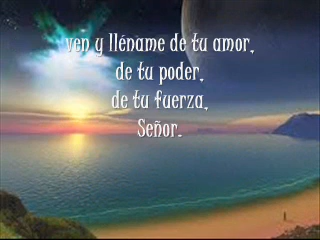 ven y lléname de tu amor,
de tu poder,
de tu fuerza,
Señor.